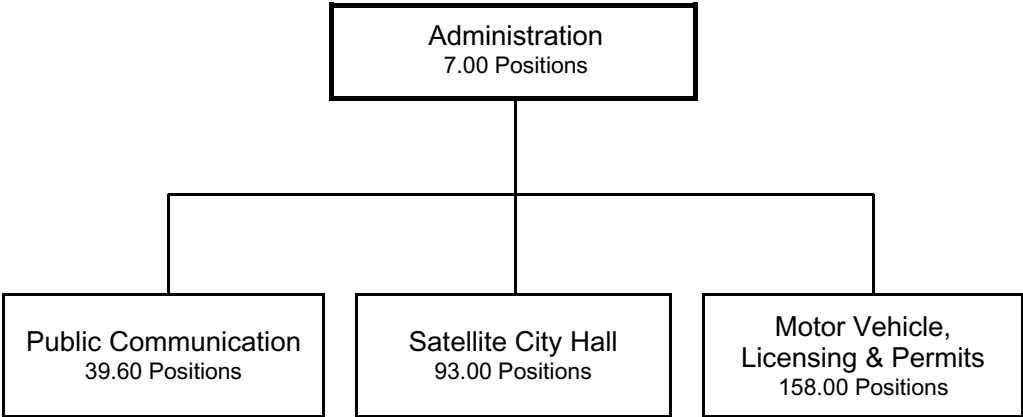 Administration
7.00 Positions
Public Communication
39.60 Positions
Satellite City Hall
93.00 Positions
Motor Vehicle,
Licensing & Permits
158.00 Positions